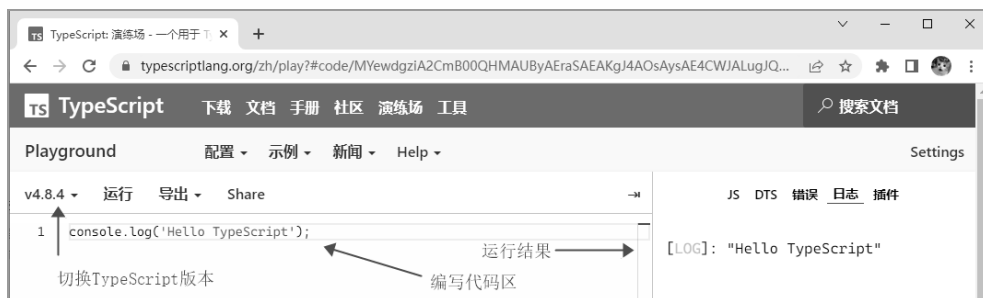 TS TypeScript: 演练场 - 一个用于 T
typescriptlang.org/zh/play?#code/MYewdgziA2CmB00QHMAUByAEraSAEAKgJ4AOsAysAE4CWJALugJQ...
TS TypeScript 下载 文档 手册 社区 演练场 工具 搜索文档
Playground 配置 示例 新闻 Help Settings
v4.8.4 运行 导出 Share JS DTS 错误 日志 插件
1 console.log('Hello TypeScript');
运行结果 [LOG]: "Hello TypeScript"
切换TypeScript版本 编写代码区